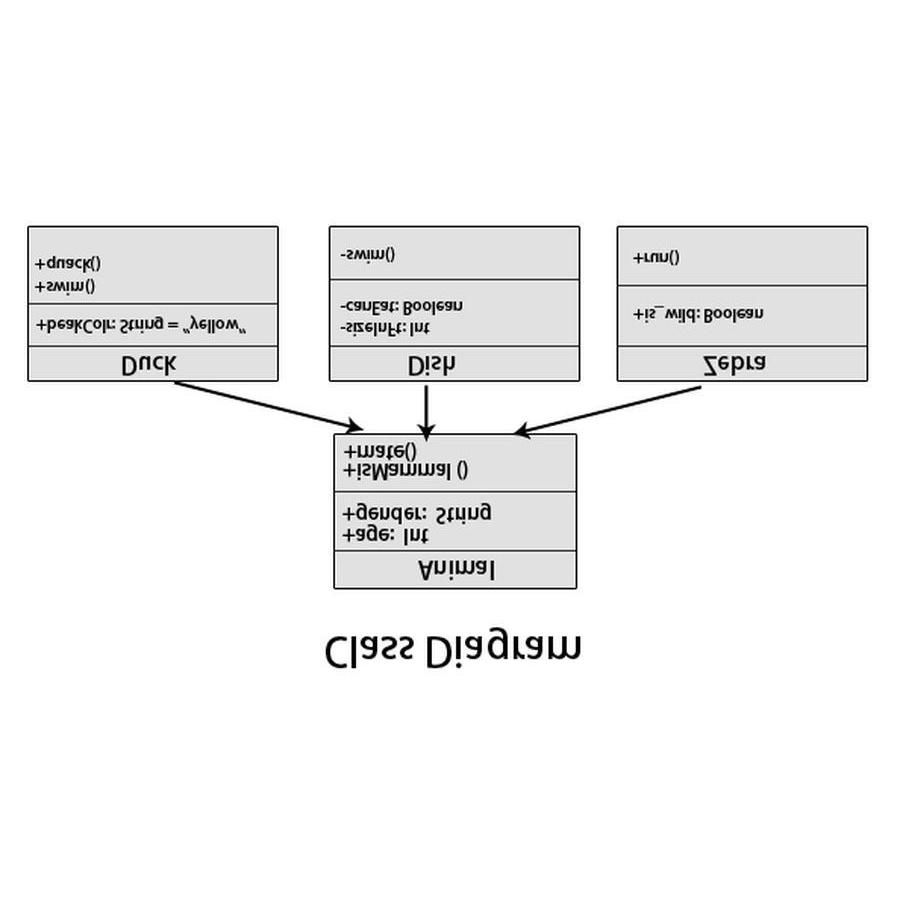 Class Diagram
Animal
+age: Int
+gender: String
+isMammal ()
+mate()
Duck
+beakColr: String = "yellow"
+swim()
+quack()
Dish
-sizeInFt: Int
-canEat: Boolean
-swim()
Zebra
+is_wild: Boolean
+run()